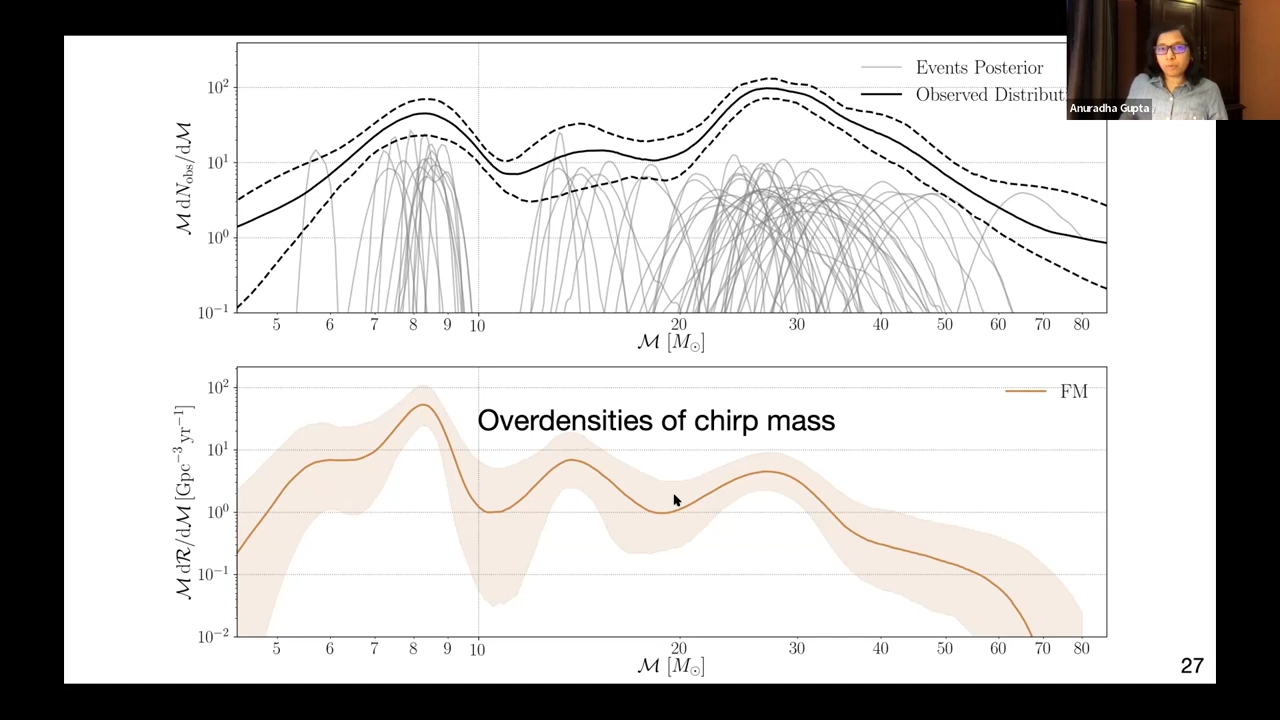 Events Posterior
Observed Distributi
Anuradha Gupta
10²
10¹
10⁰
10⁻¹
ℳ dN_obs/dℳ
5 6 7 8 9 10 20 30 40 50 60 70 80
ℳ [M⊙]
FM
Overdensities of chirp mass
10²
10¹
10⁰
10⁻¹
10⁻²
ℳ dℛ/dℳ [Gpc⁻³ yr⁻¹]
5 6 7 8 9 10 20 30 40 50 60 70 80
ℳ [M⊙]
27